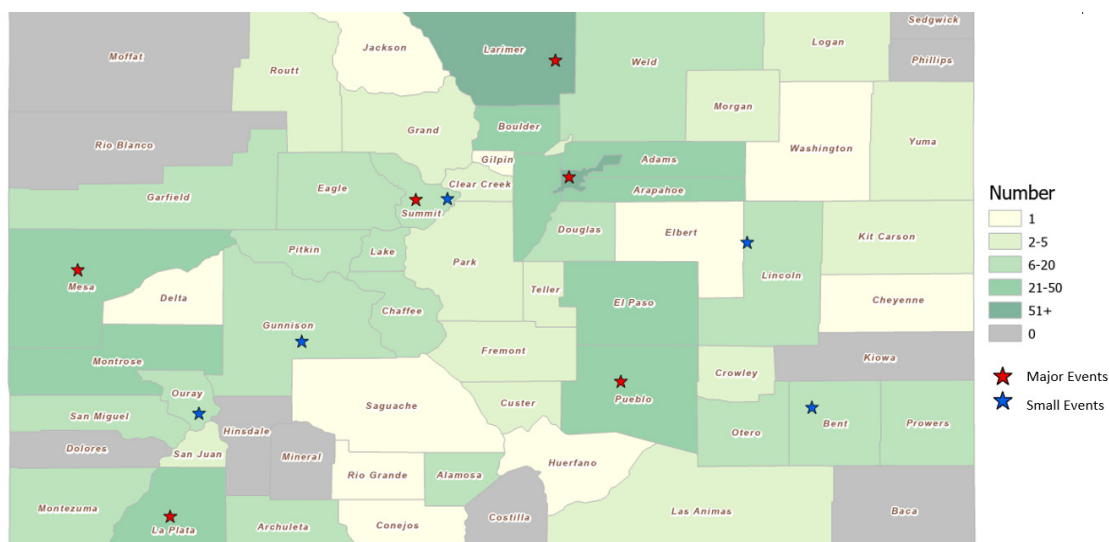 Sedgwick
Jackson
Larimer
Logan
Moffat
Weld
Phillips
Routt
Morgan
Boulder
Grand
Yuma
Rio Blanco
Washington
Gilpin
Adams
Clear Creek
Eagle
Arapahoe
Garfield
Summit
Number
1
Douglas
Elbert
Kit Carson
2-5
Pitkin
Lake
Park
6-20
Lincoln
Mesa
Teller
21-50
Delta
El Paso
Cheyenne
51+
Chaffee
Gunnison
0
Fremont
Kiowa
Montrose
Crowley
Major Events
Ouray
Pueblo
Saguache
Custer
Small Events
San Miguel
Bent
Prowers
Hinsdale
Otero
Dolores
San Juan
Mineral
Huerfano
Rio Grande
Alamosa
Montezuma
Las Animas
Baca
Costilla
La Plata
Archuleta
Conejos